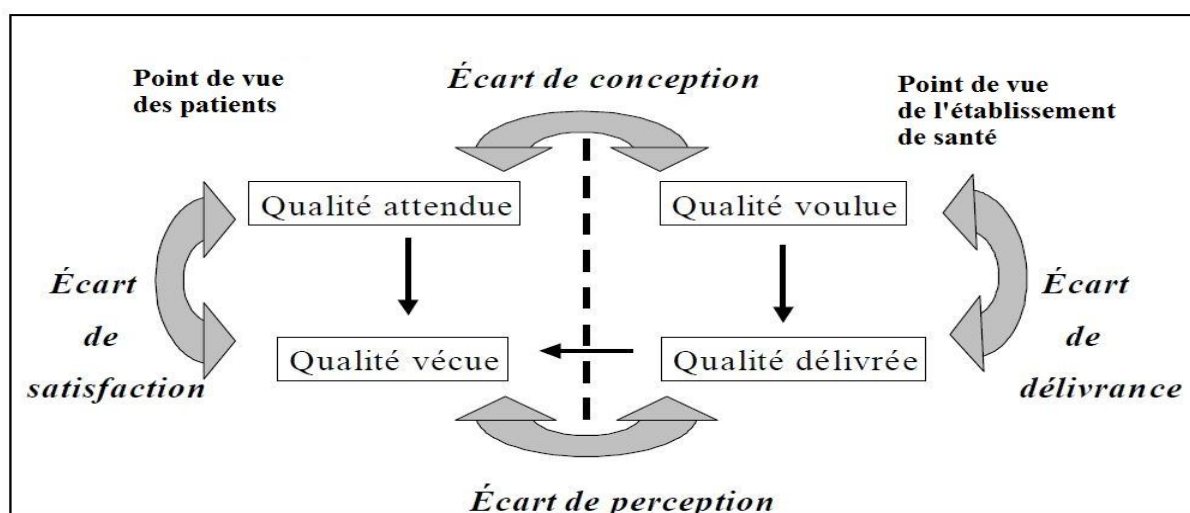 Point de vue
des patients
Écart de conception
Point de vue
de l'établissement
de santé
Qualité attendue
Qualité voulue
Écart
de
satisfaction
Écart
de
délivrance
Qualité vécue
Qualité délivrée
Écart de perception